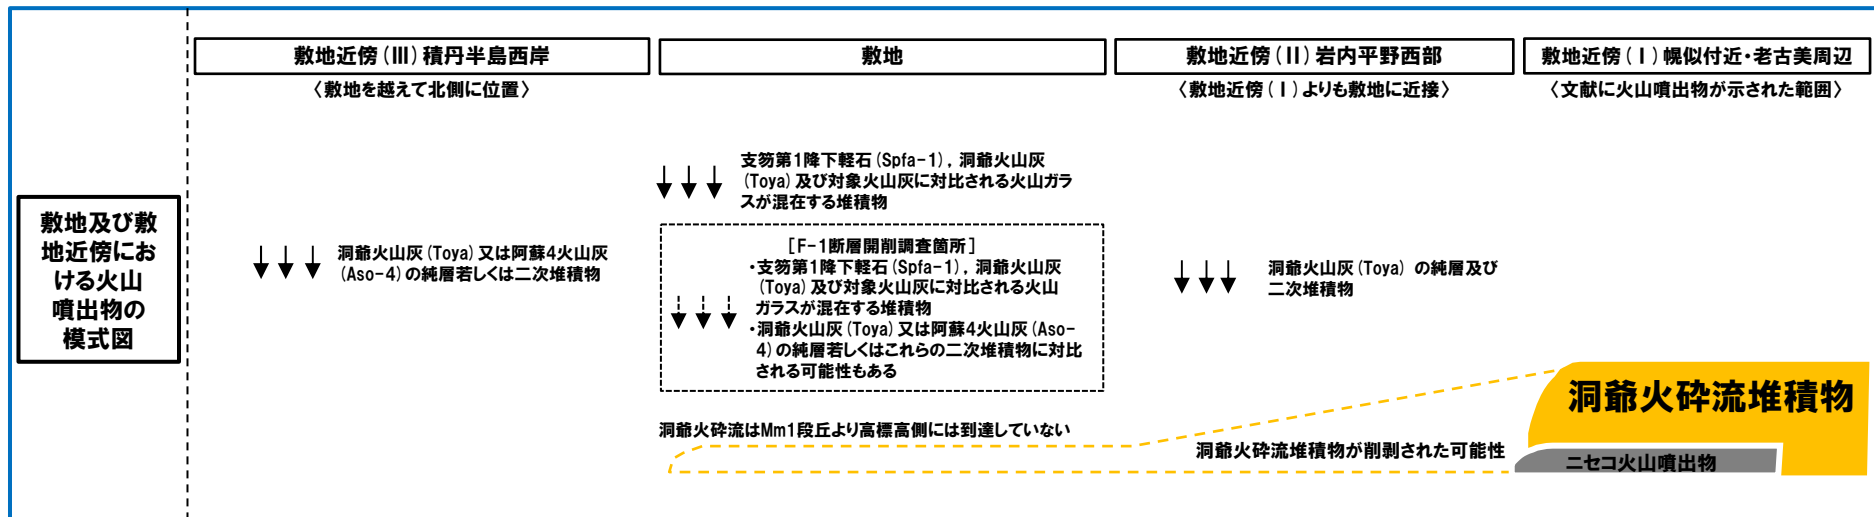 敷地及び敷
地近傍にお
ける火山
噴出物の
模式図
敷地近傍(Ⅲ)積丹半島西岸
〈敷地を越えて北側に位置〉
洞爺火山灰(Toya)又は阿蘇4火山灰
(Aso-4)の純層若しくは二次堆積物
敷地
支笏第1降下軽石(Spfa-1)，洞爺火山灰
(Toya)及び対象火山灰に対比される火山ガラ
スが混在する堆積物
［F-1断層開削調査箇所］
・支笏第1降下軽石(Spfa-1)，洞爺火山灰
(Toya)及び対象火山灰に対比される火山
ガラスが混在する堆積物
・洞爺火山灰(Toya)又は阿蘇4火山灰(Aso-
4)の純層若しくはこれらの二次堆積物に対比
される可能性もある
洞爺火砕流はMm1段丘より高標高側には到達していない
敷地近傍(Ⅱ)岩内平野西部
〈敷地近傍(Ⅰ)よりも敷地に近接〉
洞爺火山灰(Toya) の純層及び
二次堆積物
洞爺火砕流堆積物が削剥された可能性
敷地近傍(Ⅰ)幌似付近・老古美周辺
〈文献に火山噴出物が示された範囲〉
洞爺火砕流堆積物
ニセコ火山噴出物